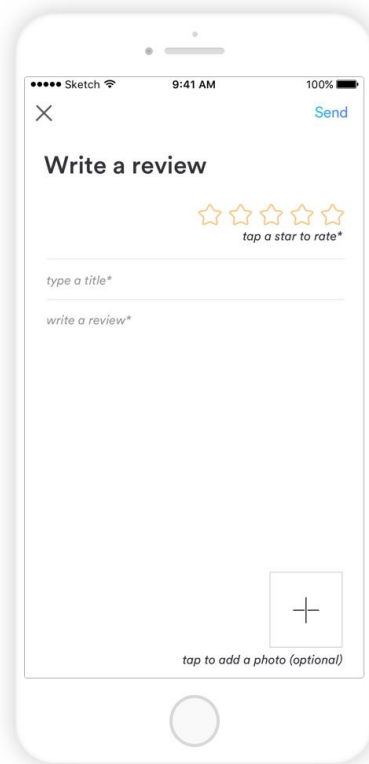 Sketch 9:41 AM 100%
Send
Write a review
tap a star to rate*
type a title*
write a review*
tap to add a photo (optional)